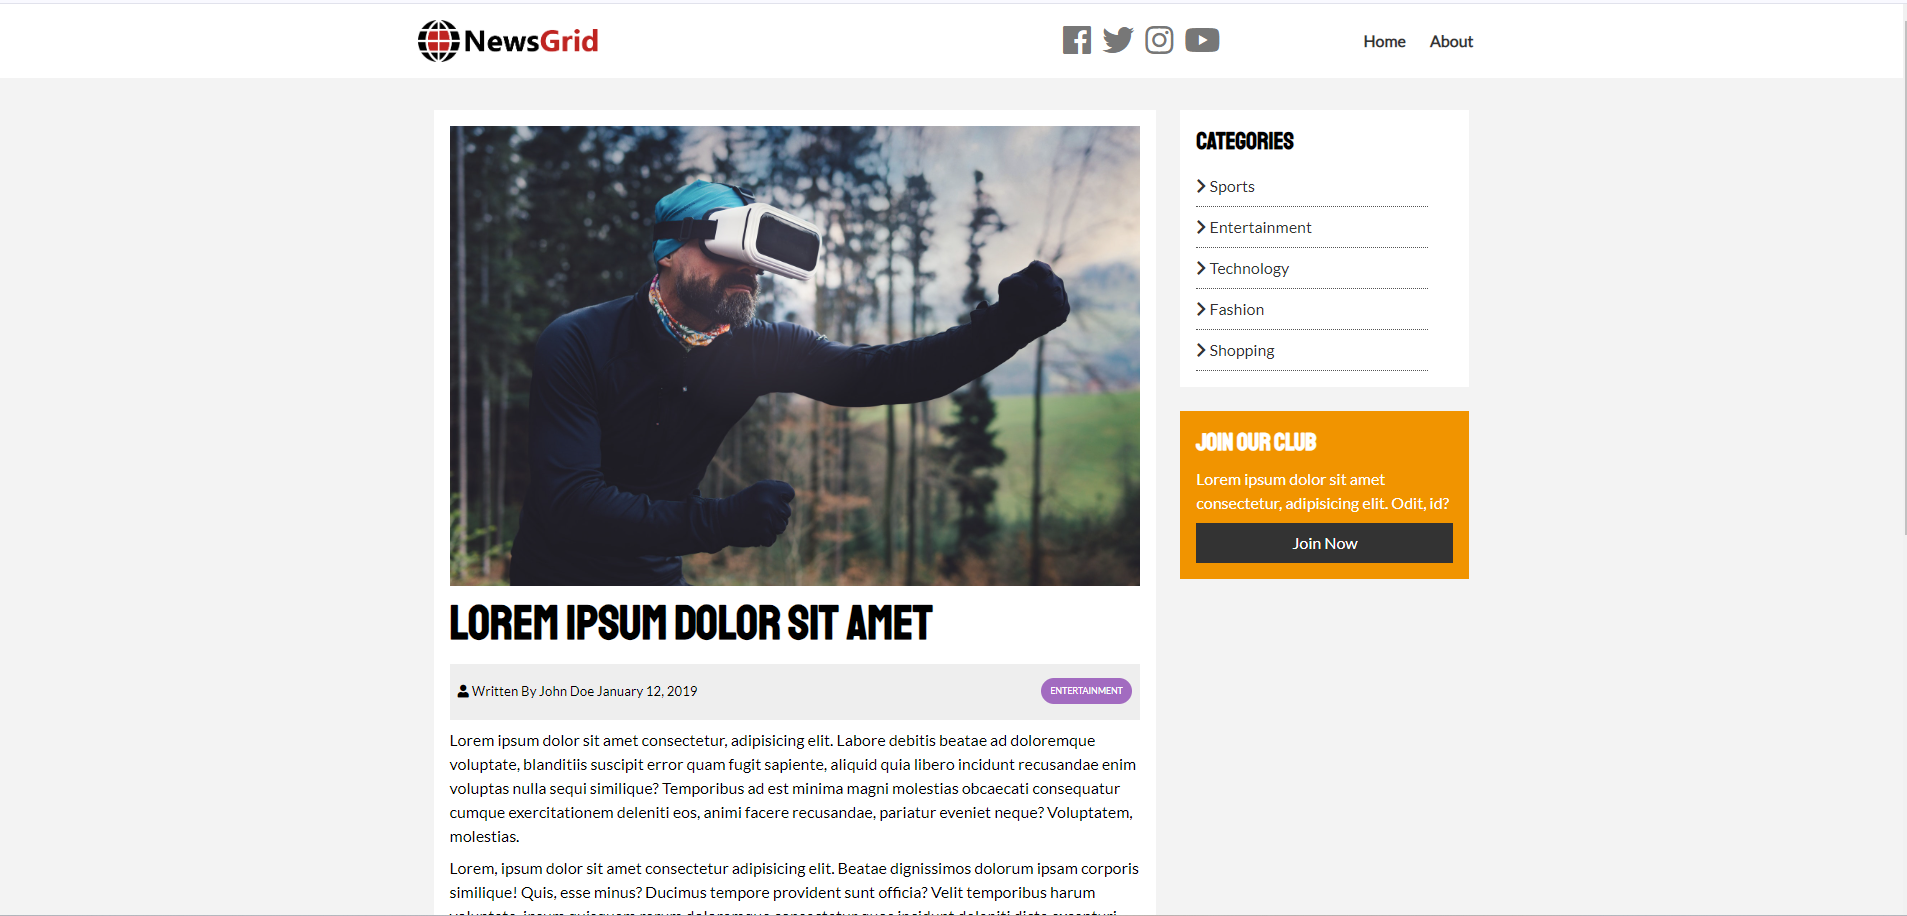 NewsGrid
Home About
CATEGORIES
Sports
Entertainment
Technology
Fashion
Shopping
JOIN OUR CLUB
Lorem ipsum dolor sit amet
consectetur, adipisicing elit. Odit, id?
Join Now
LOREM IPSUM DOLOR SIT AMET
Written By John Doe January 12, 2019
ENTERTAINMENT
Lorem ipsum dolor sit amet consectetur, adipisicing elit. Labore debitis beatae ad doloremque
voluptate, blanditiis suscipit error quam fugit sapiente, aliquid quia libero incidunt recusandae enim
voluptas nulla sequi similique? Temporibus ad est minima magni molestias obcaecati consequatur
cumque exercitationem deleniti eos, animi facere recusandae, pariatur eveniet neque? Voluptatem,
molestias.
Lorem, ipsum dolor sit amet consectetur adipisicing elit. Beatae dignissimos dolorum ipsam corporis
similique! Quis, esse minus? Ducimus tempore provident sunt officia? Velit temporibus harum